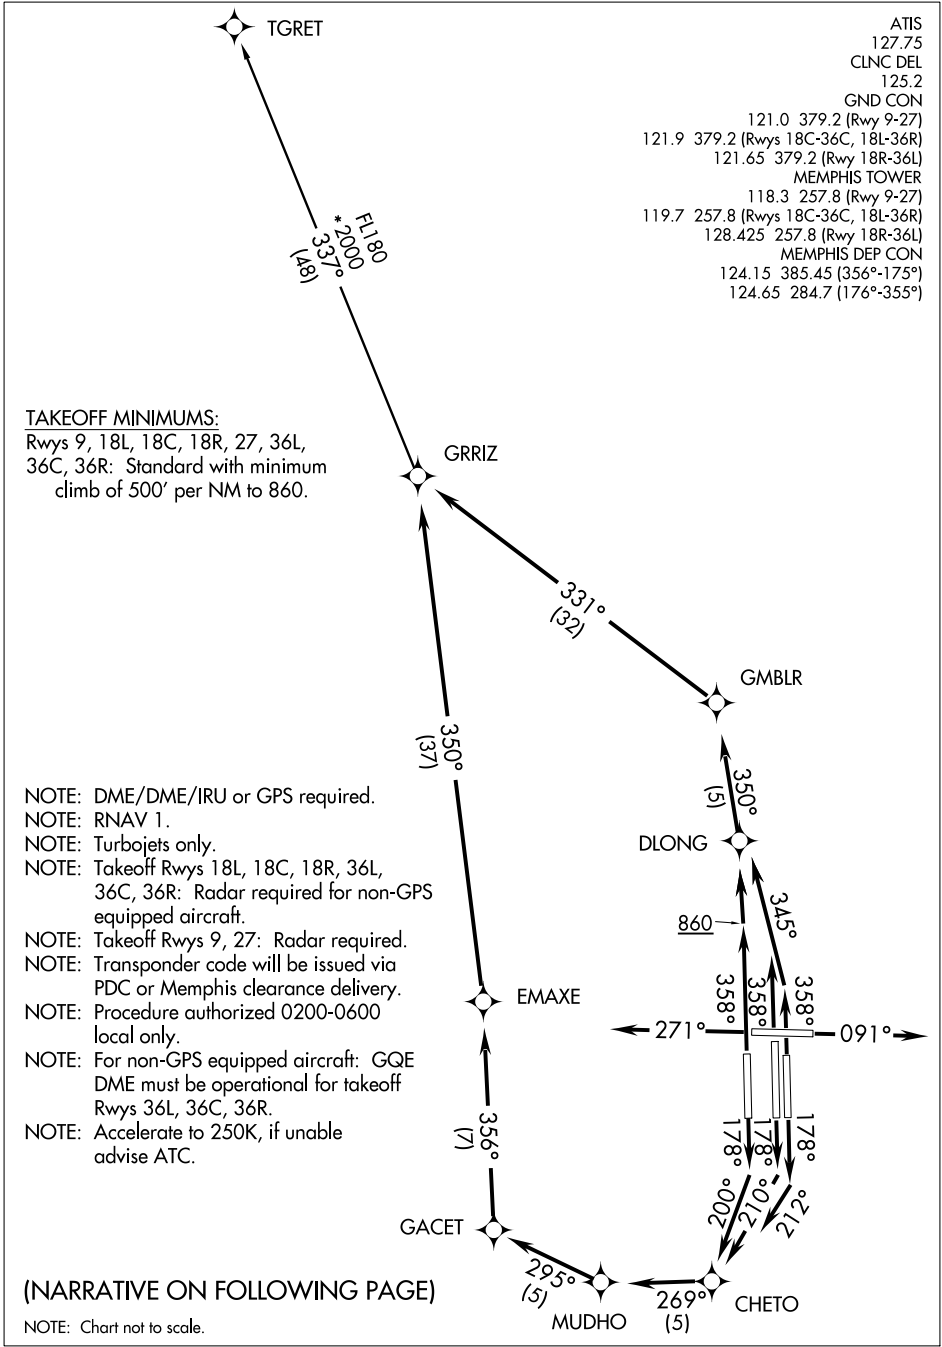 TGRET
ATIS
127.75
CLNC DEL
125.2
GND CON
121.0 379.2 (Rwy 9-27)
121.9 379.2 (Rwys 18C-36C, 18L-36R)
121.65 379.2 (Rwy 18R-36L)
MEMPHIS TOWER
118.3 257.8 (Rwy 9-27)
119.7 257.8 (Rwys 18C-36C, 18L-36R)
128.425 257.8 (Rwy 18R-36L)
MEMPHIS DEP CON
124.15 385.45 (356°-175°)
124.65 284.7 (176°-355°)
FL180
*2000
337°
(48)
TAKEOFF MINIMUMS:
Rwys 9, 18L, 18C, 18R, 27, 36L,
36C, 36R: Standard with minimum
climb of 500' per NM to 860.
GRRIZ
331°
(32)
GMBLR
350°
(37)
350°
(5)
DLONG
NOTE: DME/DME/IRU or GPS required.
NOTE: RNAV 1.
NOTE: Turbojets only.
NOTE: Takeoff Rwys 18L, 18C, 18R, 36L,
36C, 36R: Radar required for non-GPS
equipped aircraft.
NOTE: Takeoff Rwys 9, 27: Radar required.
NOTE: Transponder code will be issued via
PDC or Memphis clearance delivery.
NOTE: Procedure authorized 0200-0600
local only.
NOTE: For non-GPS equipped aircraft: GQE
DME must be operational for takeoff
Rwys 36L, 36C, 36R.
NOTE: Accelerate to 250K, if unable
advise ATC.
860
345°
358°
358°
358°
EMAXE
271°
091°
356°
(7)
178°
178°
178°
200°
210°
212°
GACET
295°
(5)
MUDHO
269°
(5)
CHETO
(NARRATIVE ON FOLLOWING PAGE)
NOTE: Chart not to scale.